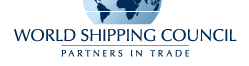 WORLD SHIPPING COUNCIL
PARTNERS IN TRADE